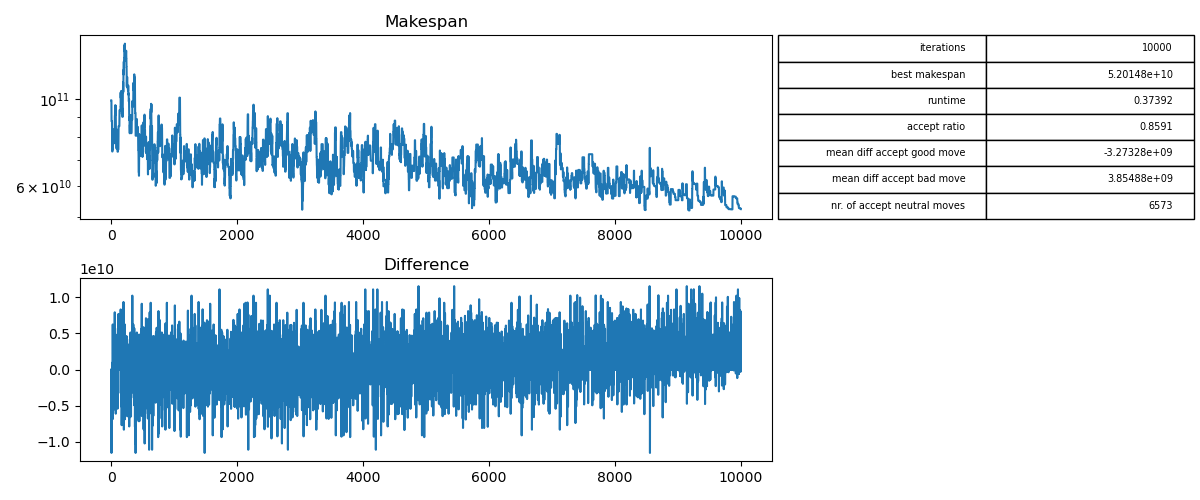 Makespan
10^11
6 × 10^10
0 2000 4000 6000 8000 10000
iterations 10000
best makespan 5.20148e+10
runtime 0.37392
accept ratio 0.8591
mean diff accept good move -3.27328e+09
mean diff accept bad move 3.85488e+09
nr. of accept neutral moves 6573
Difference
1e10
1.0
0.5
0.0
−0.5
−1.0
0 2000 4000 6000 8000 10000